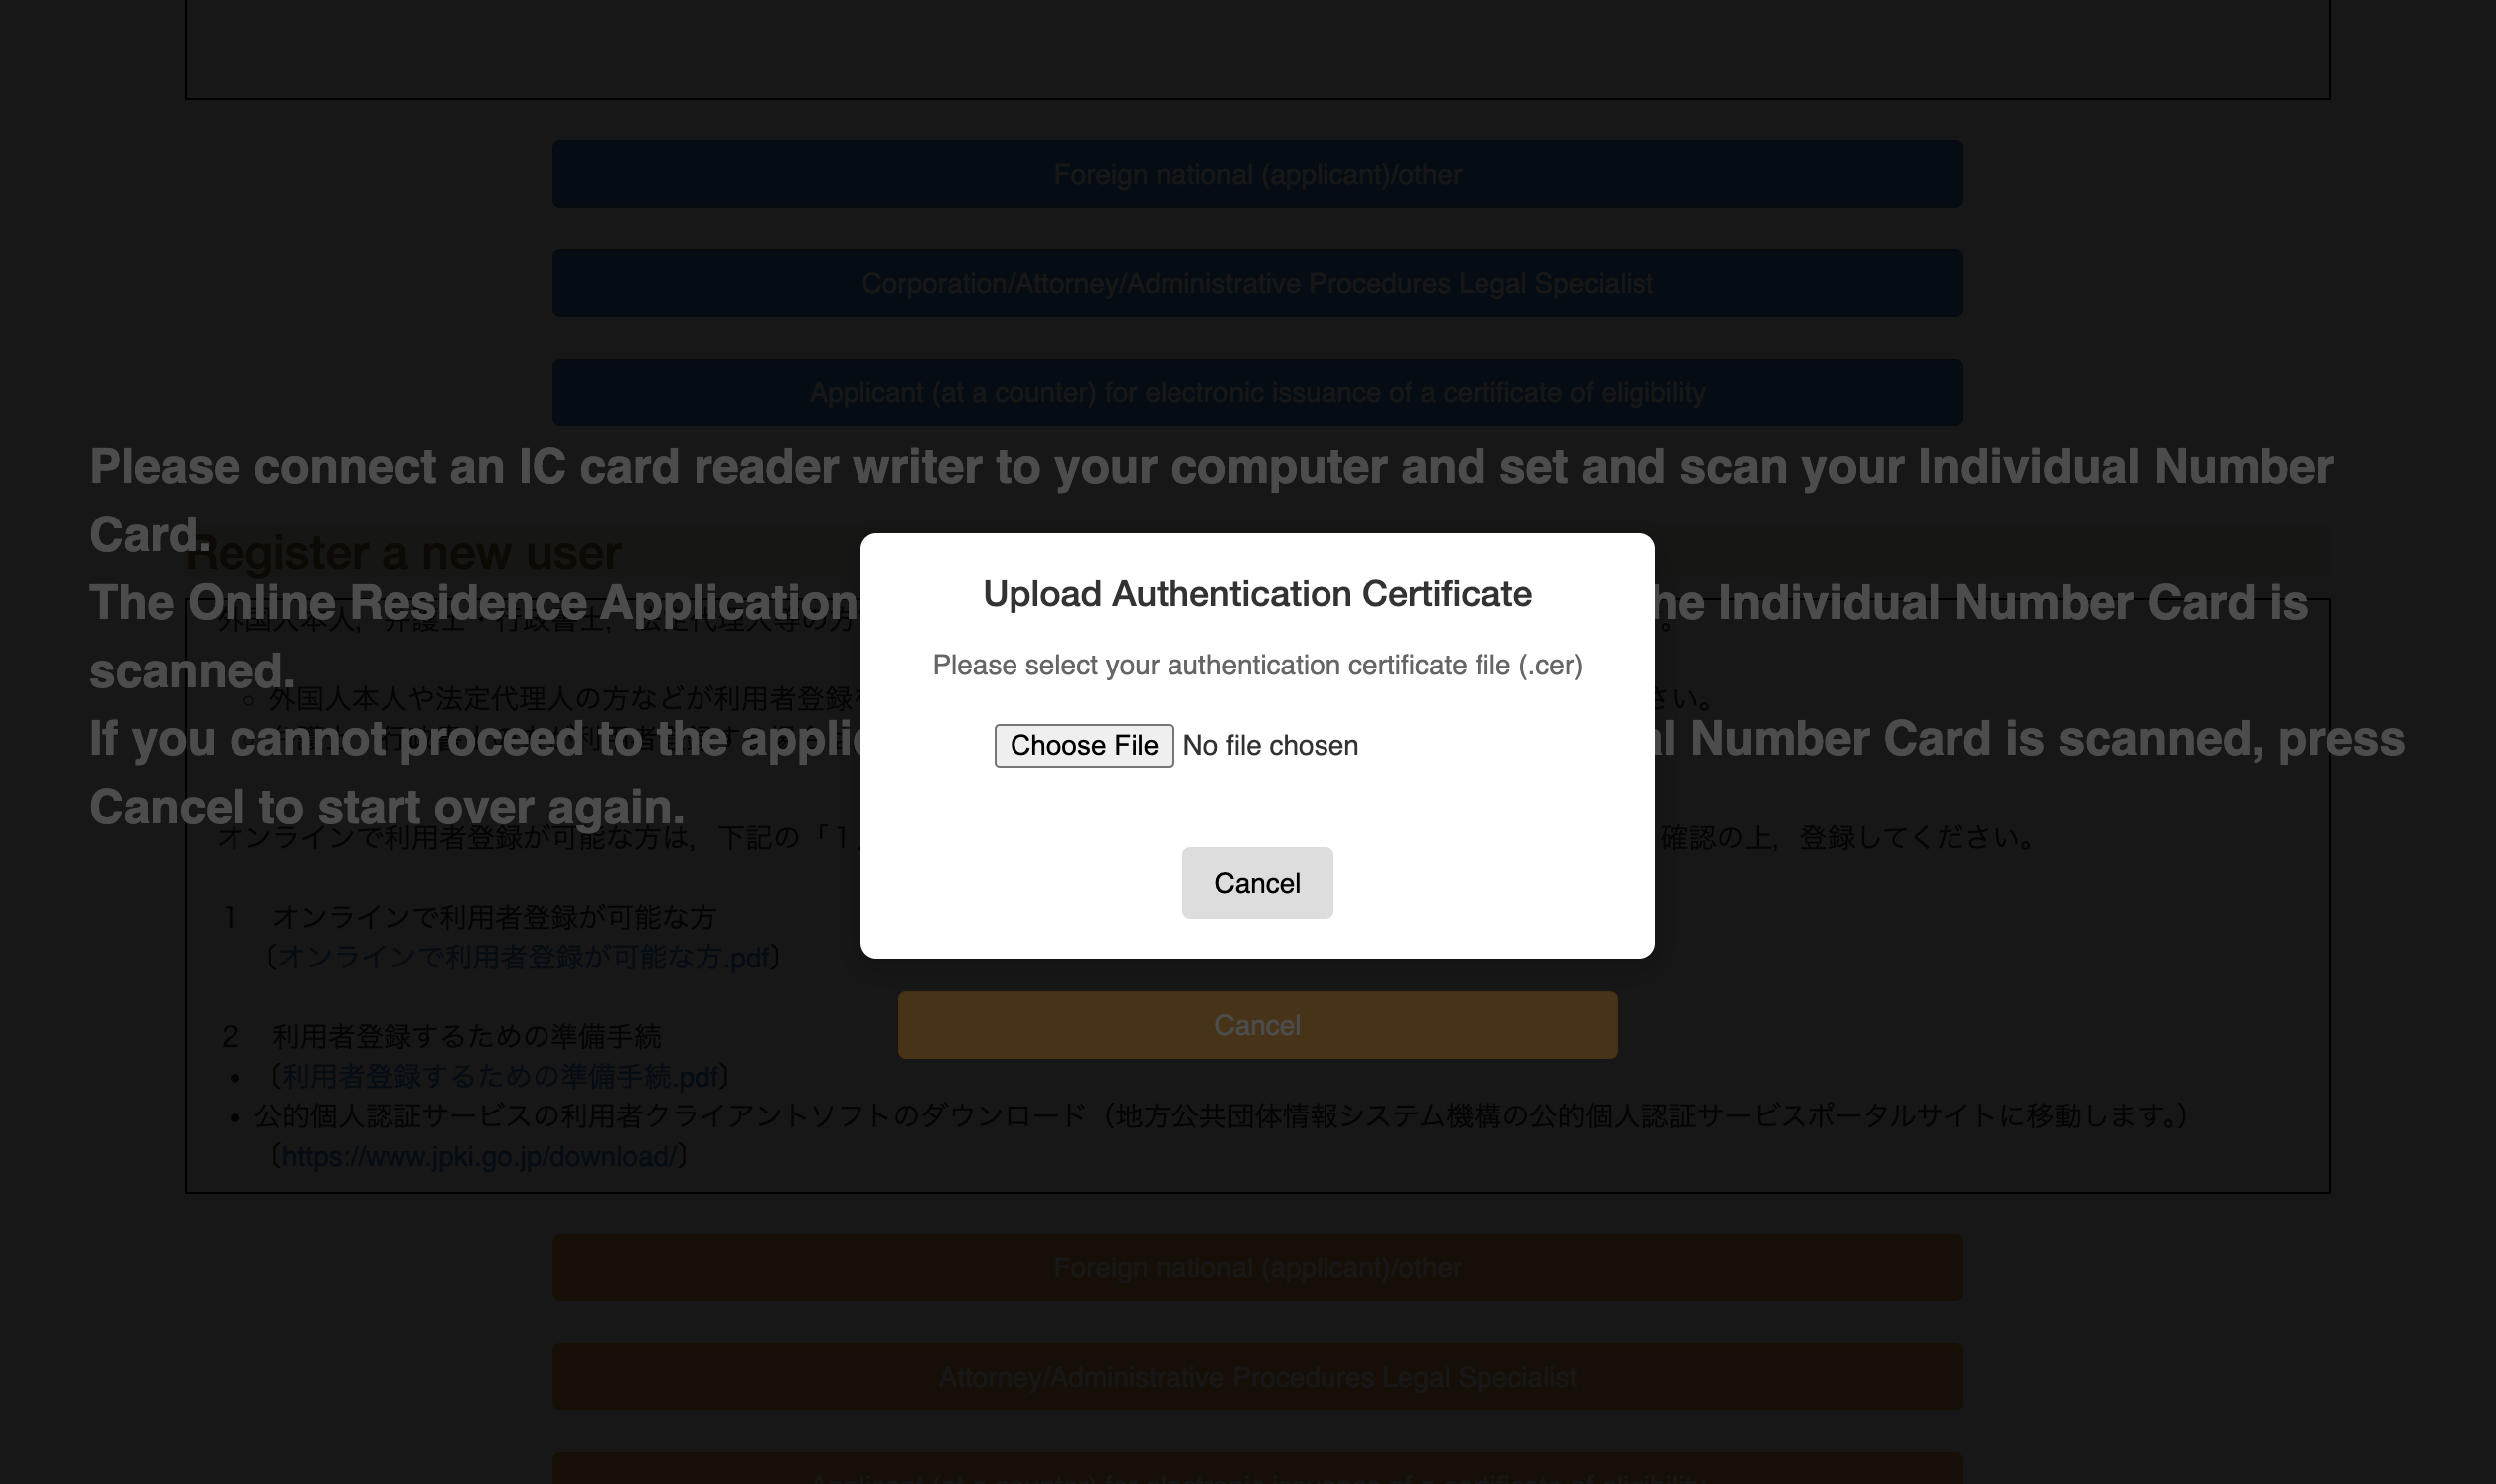 Foreign national (applicant)/other
Corporation/Attorney/Administrative Procedures Legal Specialist
Applicant (at a counter) for electronic issuance of a certificate of eligibility
Please connect an IC card reader writer to your computer and set and scan your Individual Number
Card.
Register a new user
The Online Residence Application
he Individual Number Card is
scanned.
外国人本人，弁護士・行政書士，法定代理人等の方
外国人本人や法定代理人の方などが利用者登録
さい。
If you cannot proceed to the applic
l Number Card is scanned, press
Cancel to start over again.
Upload Authentication Certificate
Please select your authentication certificate file (.cer)
Choose File No file chosen
Cancel
オンラインで利用者登録が可能な方は，下記の「１
確認の上，登録してください。
１　オンラインで利用者登録が可能な方
〔オンラインで利用者登録が可能な方.pdf〕
Cancel
２　利用者登録するための準備手続
• 〔利用者登録するための準備手続.pdf〕
• 公的個人認証サービスの利用者クライアントソフトのダウンロード（地方公共団体情報システム機構の公的個人認証サービスポータルサイトに移動します。）
〔https://www.jpki.go.jp/download/〕
Foreign national (applicant)/other
Attorney/Administrative Procedures Legal Specialist
Applicant (at a counter) for electronic issuance of a certificate of eligibility